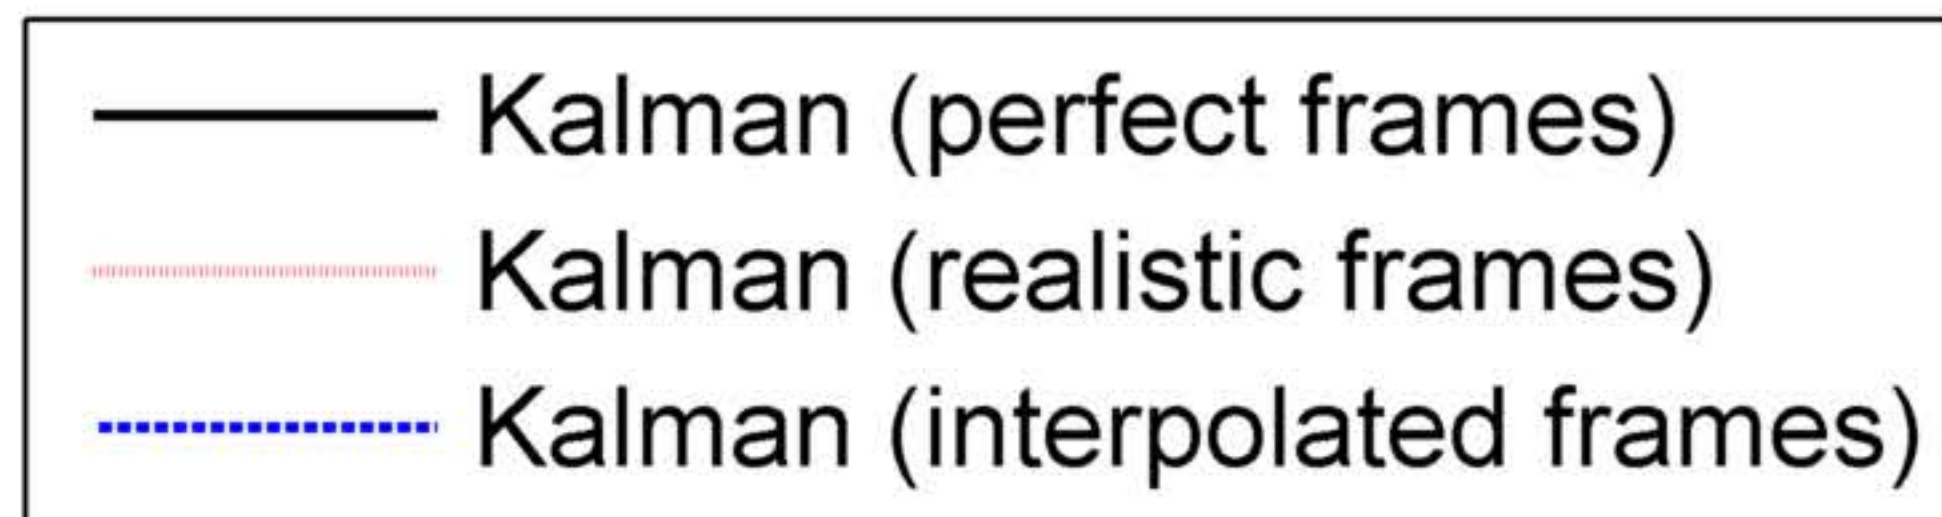 Kalman (perfect frames)
Kalman (realistic frames)
Kalman (interpolated frames)